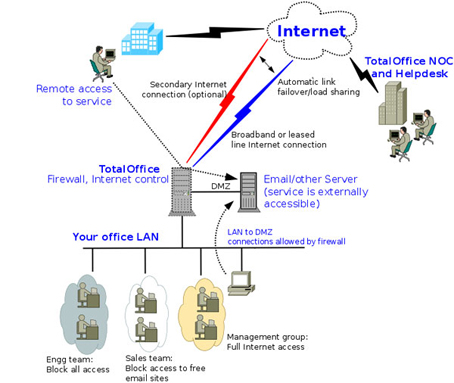 Internet
TotalOffice NOC
and Helpdesk
Remote access
to service
Secondary Internet
connection (optional)
Automatic link
failover/load sharing
Broadband or leased
line Internet connection
TotalOffice
Firewall, Internet control
DMZ
Email/other Server
(service is externally
accessible)
Your office LAN
LAN to DMZ
connections allowed by firewall
Engg team:
Block all access
Sales team:
Block access to free
email sites
Management group:
Full Internet access